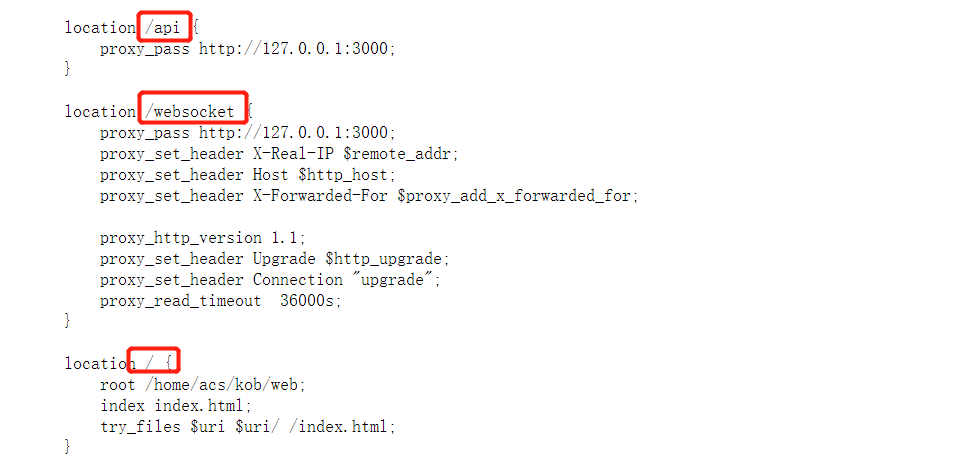 location /api {
    proxy_pass http://127.0.0.1:3000;
}
location /websocket {
    proxy_pass http://127.0.0.1:3000;
    proxy_set_header X-Real-IP $remote_addr;
    proxy_set_header Host $http_host;
    proxy_set_header X-Forwarded-For $proxy_add_x_forwarded_for;
    proxy_http_version 1.1;
    proxy_set_header Upgrade $http_upgrade;
    proxy_set_header Connection "upgrade";
    proxy_read_timeout  36000s;
}
location / {
    root /home/acs/kob/web;
    index index.html;
    try_files $uri $uri/ /index.html;
}